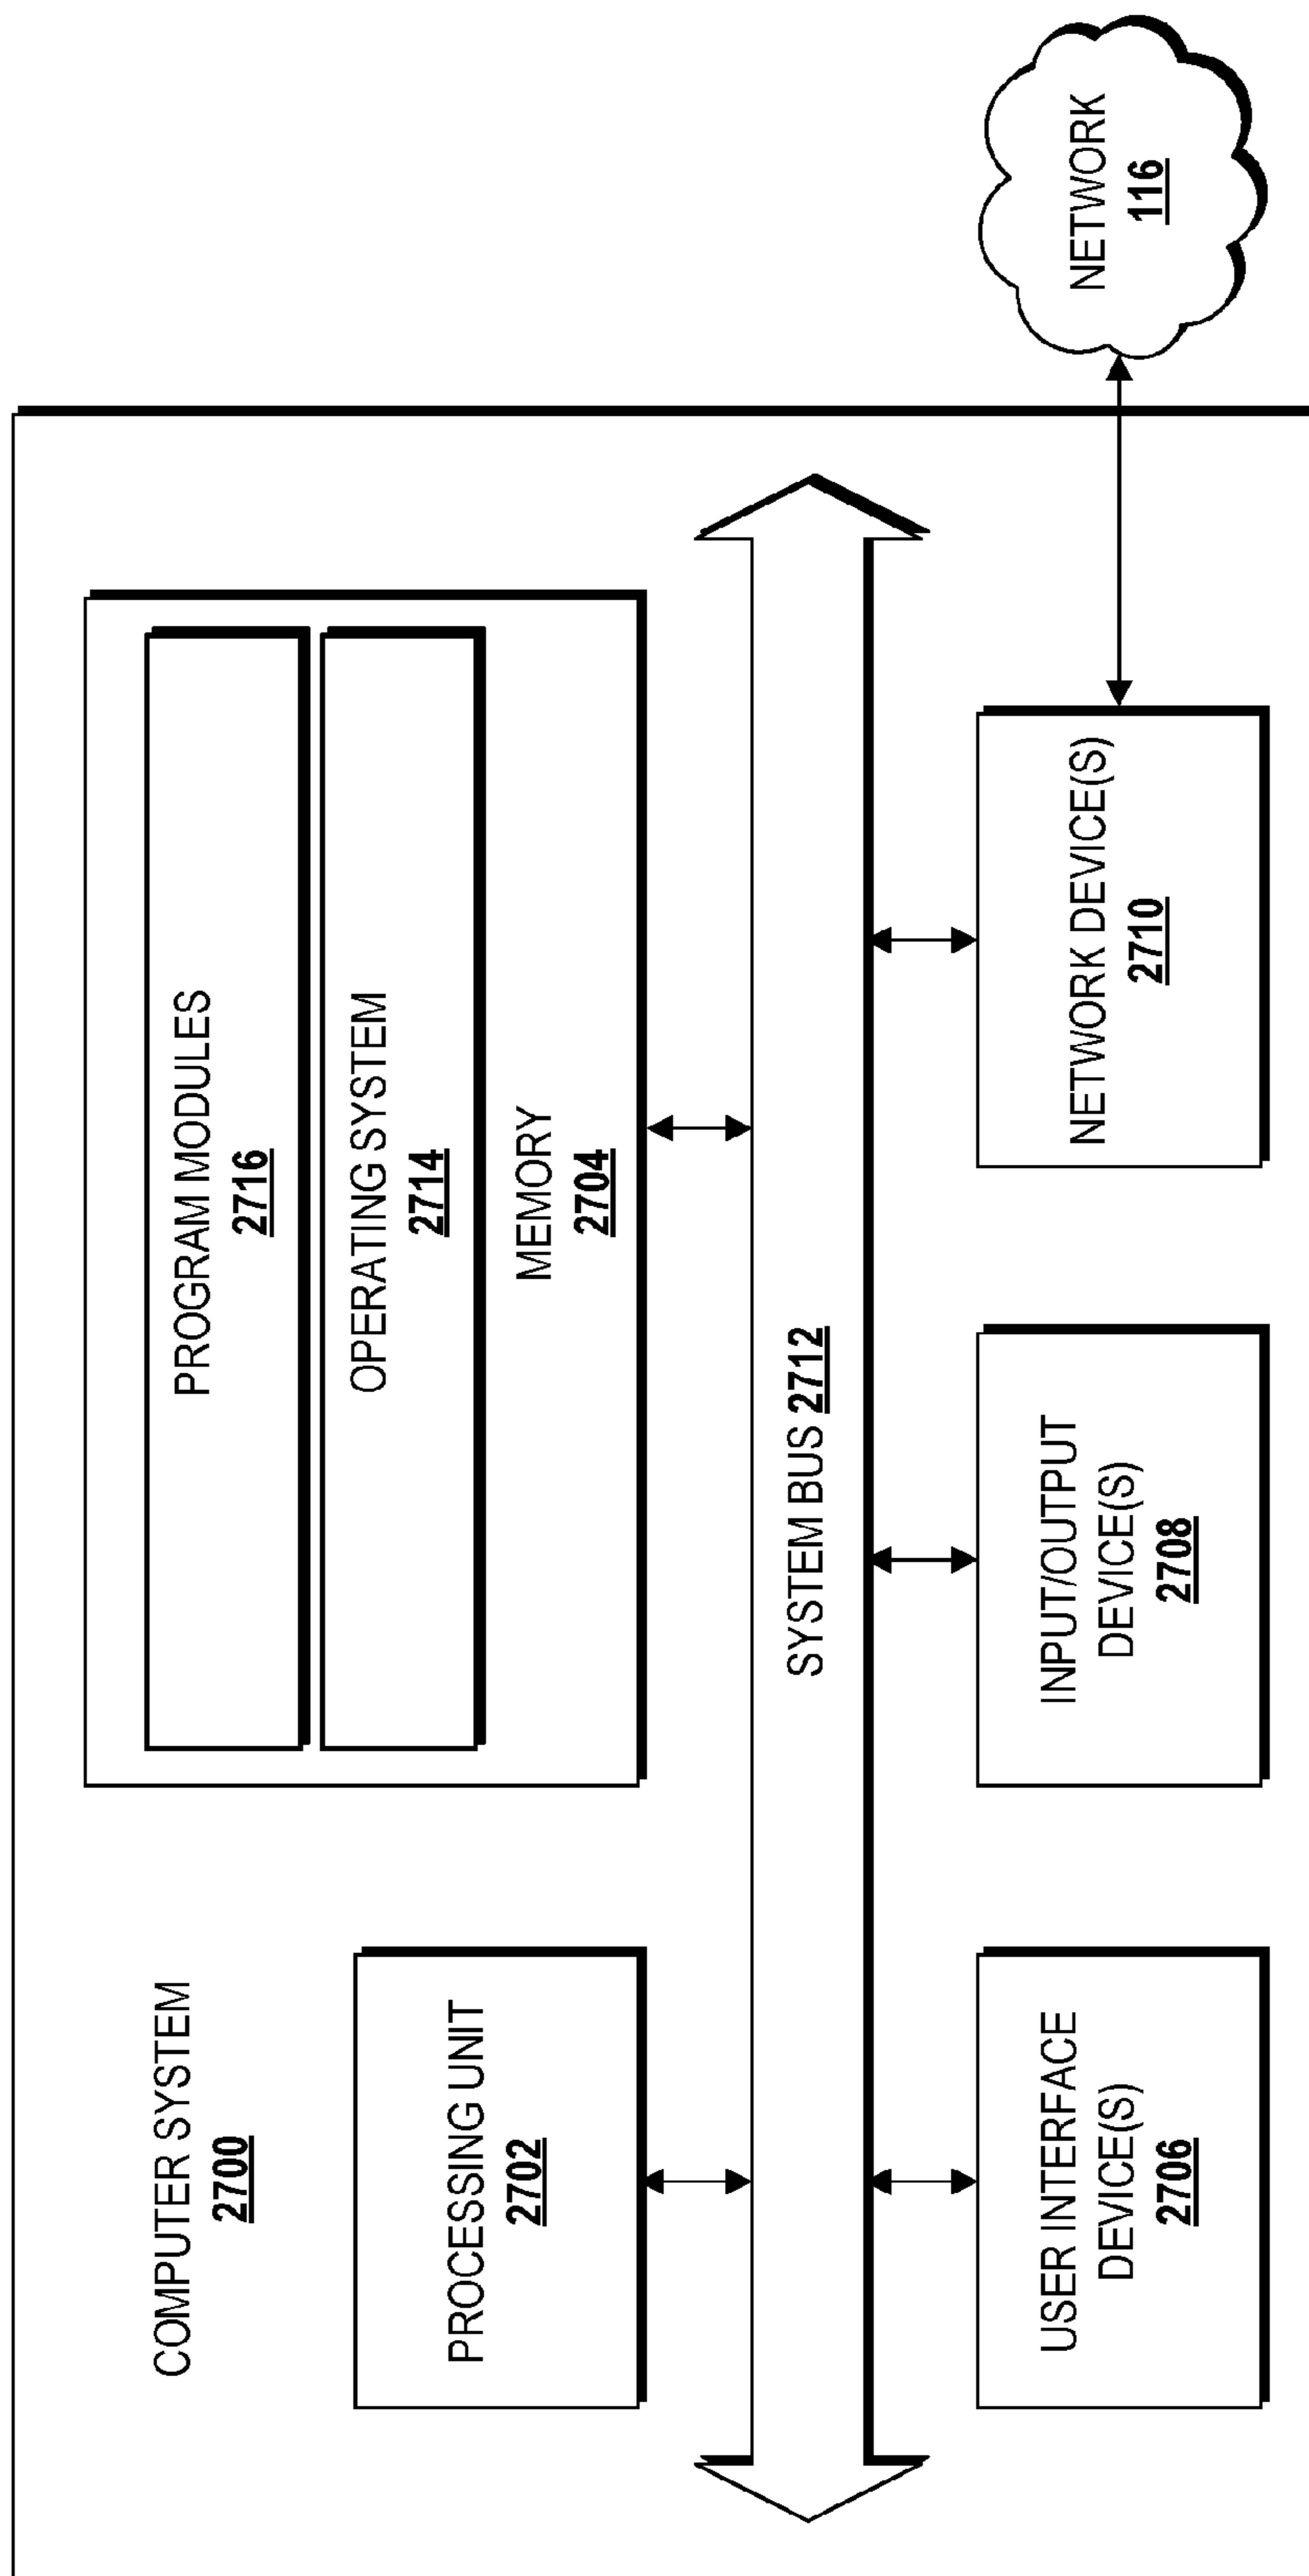 COMPUTER SYSTEM
2700
PROGRAM MODULES
2716
OPERATING SYSTEM
2714
MEMORY
2704
PROCESSING UNIT
2702
SYSTEM BUS 2712
USER INTERFACE
DEVICE(S)
2706
INPUT/OUTPUT
DEVICE(S)
2708
NETWORK DEVICE(S)
2710
NETWORK
116